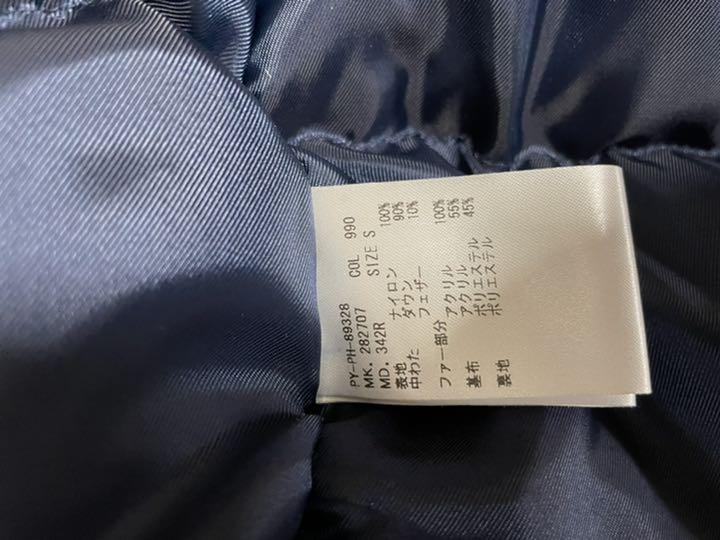 PY-PH-89328 COL 990
MK. 282707 SIZE S
MD. 342R
表地 ナイロン 100%
中わた ダウン 90%
フェザー 10%
ファー部分 アクリル 100%
基布 アクリル 55%
ポリエステル 45%
裏地 ポリエステル